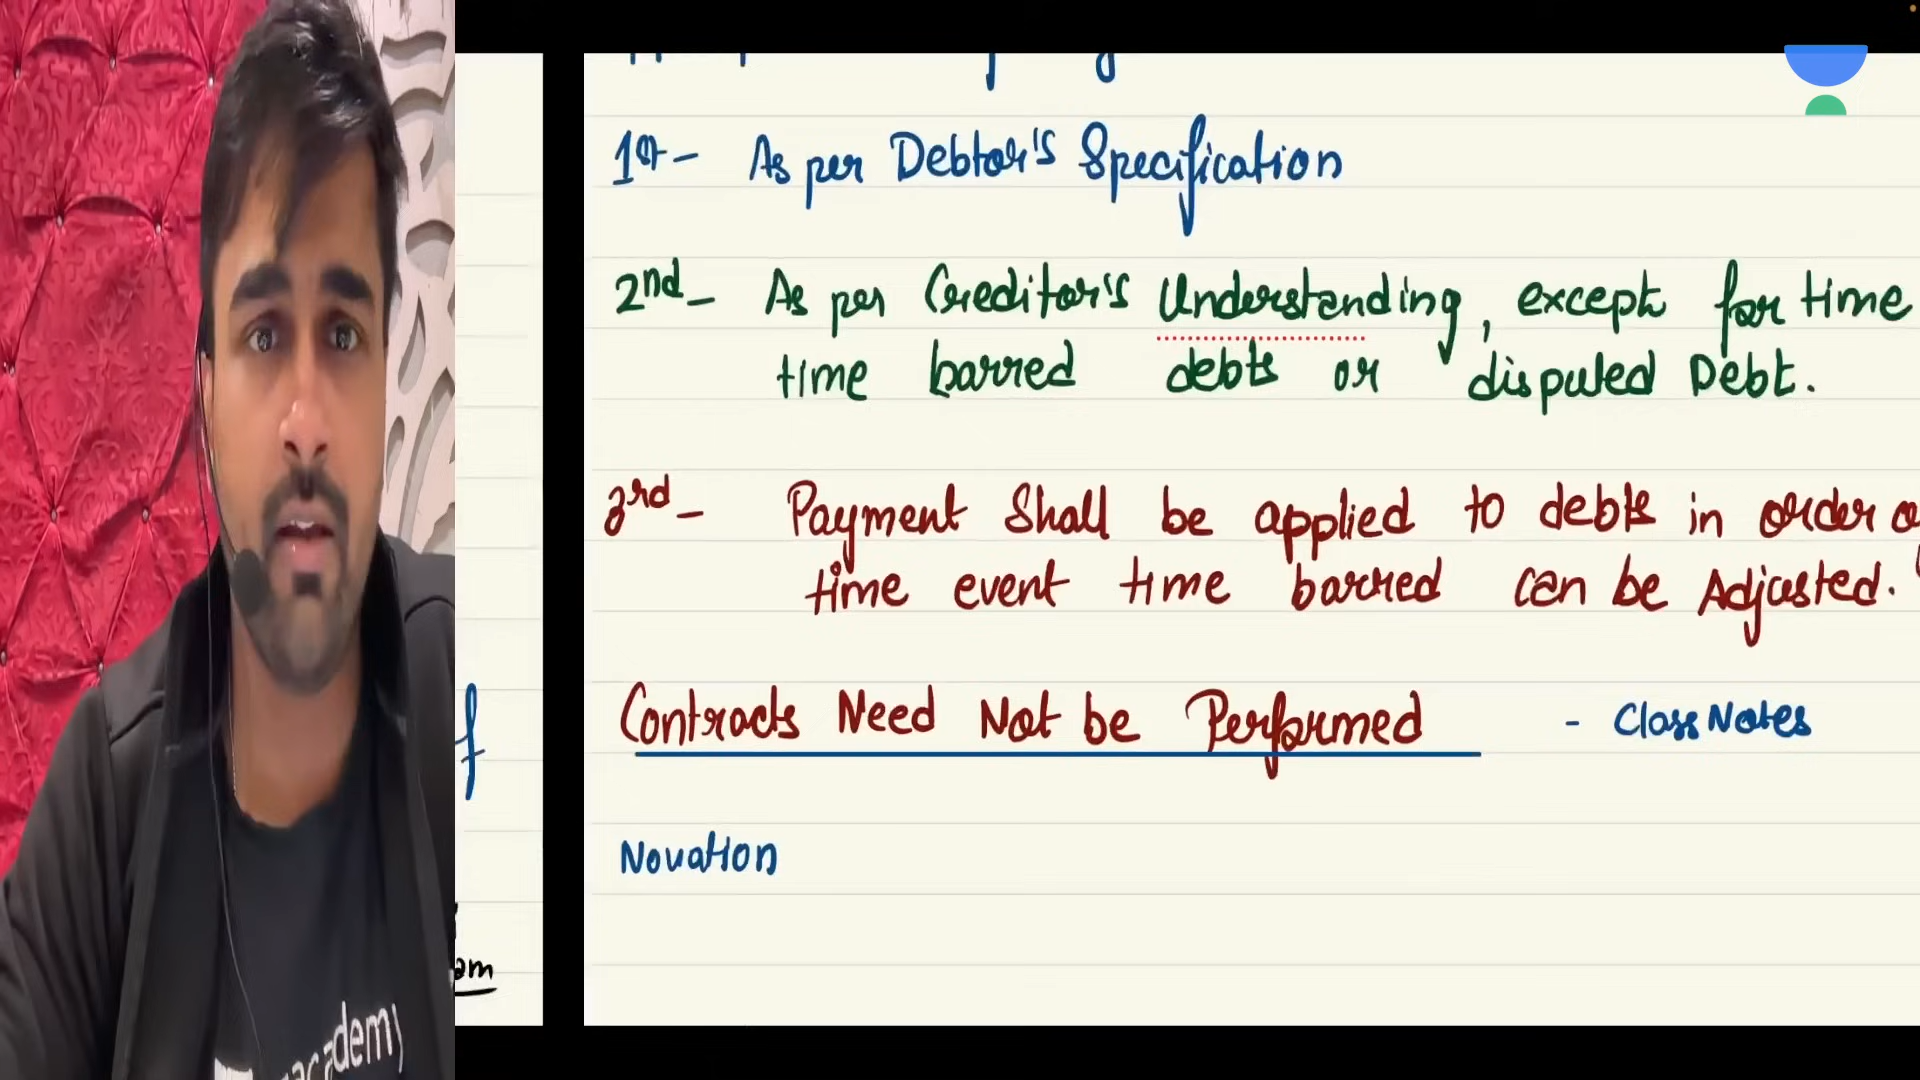 1st - As per Debtor's Specification
2nd - As per Creditor's Understanding, except for time
time barred debts or disputed Debt.
3rd - Payment Shall be applied to debts in order
time event time barred can be Adjusted.
Contracts Need Not be Performed - Class Notes
Novation